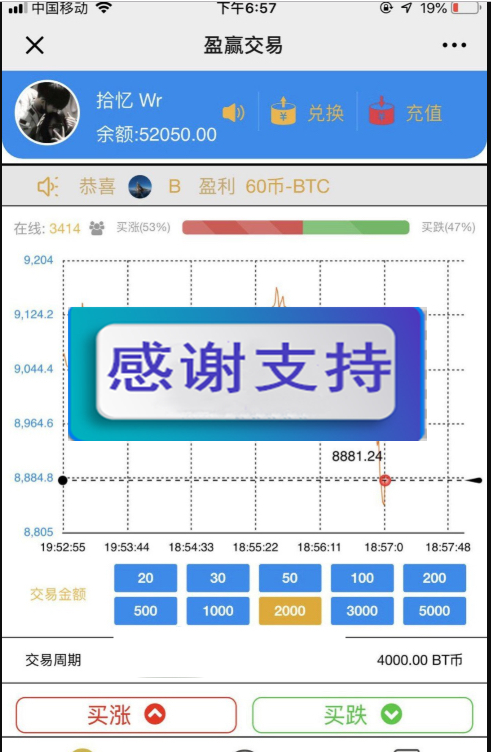 中国移动 下午6:57 19%
盈赢交易
拾忆 Wr
余额:52050.00
兑换 充值
恭喜 B 盈利 60币-BTC
在线: 3414 买涨(53%) 买跌(47%)
9,204
9,124.2
9,044.4
8,964.6
8,884.8
8,805
感谢支持
8881.24
19:52:55 19:53:44 18:54:33 18:55:22 18:56:11 18:57:0 18:57:48
交易金额
20 30 50 100 200
500 1000 2000 3000 5000
交易周期 4000.00 BT币
买涨 买跌